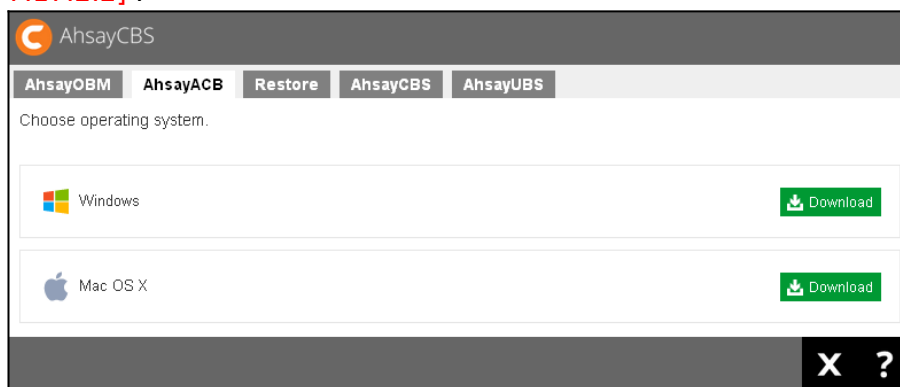 AhsayCBS
AhsayOBM AhsayACB Restore AhsayCBS AhsayUBS
Choose operating system.
Windows Download
Mac OS X Download
X ?